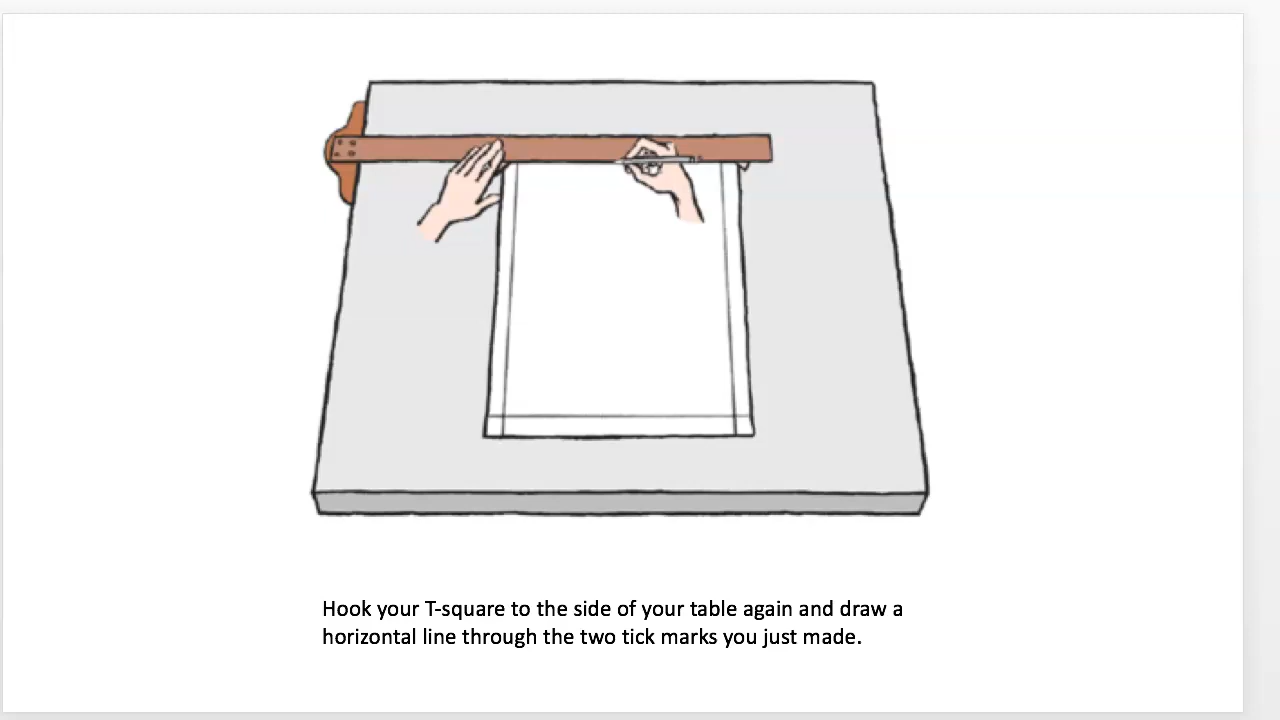 Hook your T-square to the side of your table again and draw a
horizontal line through the two tick marks you just made.